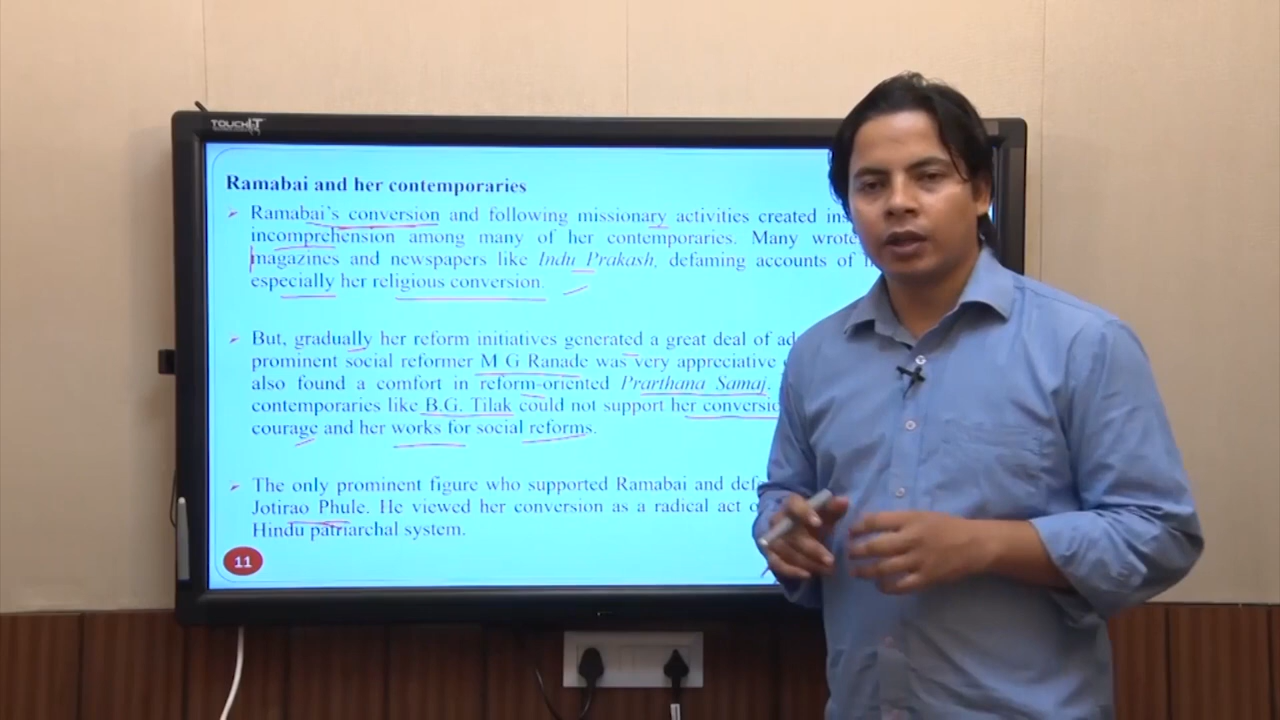 TOUCHIT
Ramabai and her contemporaries
Ramabai's conversion and following missionary activities created
incomprehension among many of her contemporaries. Many wrote
magazines and newspapers like Indu Prakash, defaming accounts of
especially her religious conversion.
But, gradually her reform initiatives generated a great deal of
prominent social reformer M G Ranade was very appreciative
also found a comfort in reform-oriented Prarthana Samaj.
contemporaries like B.G. Tilak could not support her
courage and her works for social reforms.
The only prominent figure who supported Ramabai and
Jotirao Phule. He viewed her conversion as a radical act
Hindu patriarchal system.
11